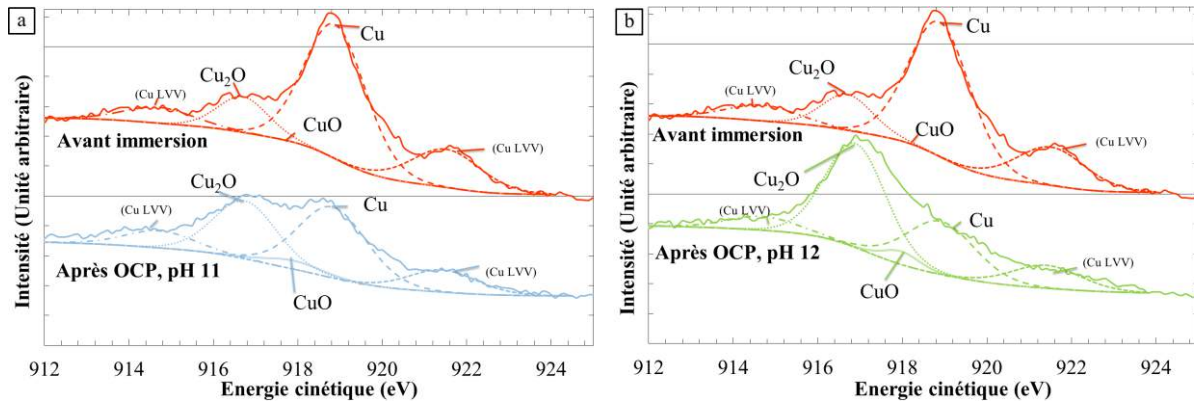 a
Intensité (Unité arbitraire)
Cu
Cu₂O
(Cu LVV)
CuO
Avant immersion
(Cu LVV)
Cu₂O
Cu
(Cu LVV)
Après OCP, pH 11
(Cu LVV)
CuO
912 914 916 918 920 922 924
Energie cinétique (eV)
b
Intensité (Unité arbitraire)
Cu
Cu₂O
(Cu LVV)
CuO
Avant immersion
(Cu LVV)
Cu₂O
(Cu LVV)
Cu
Après OCP, pH 12
(Cu LVV)
CuO
912 914 916 918 920 922 924
Energie cinétique (eV)